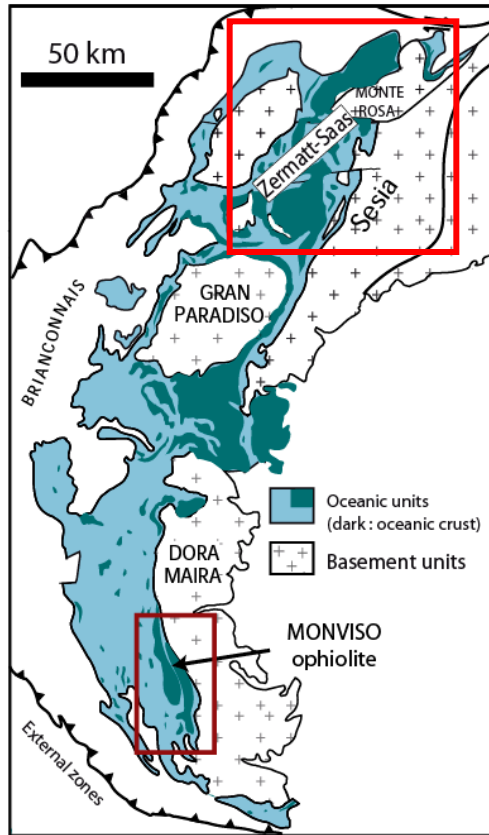 50 km
MONTE
ROSA
Zermatt-Saas
Sesia
GRAN
PARADISO
BRIANCONNAIS
Oceanic units
(dark : oceanic crust)
Basement units
DORA
MAIRA
MONVISO
ophiolite
External zones